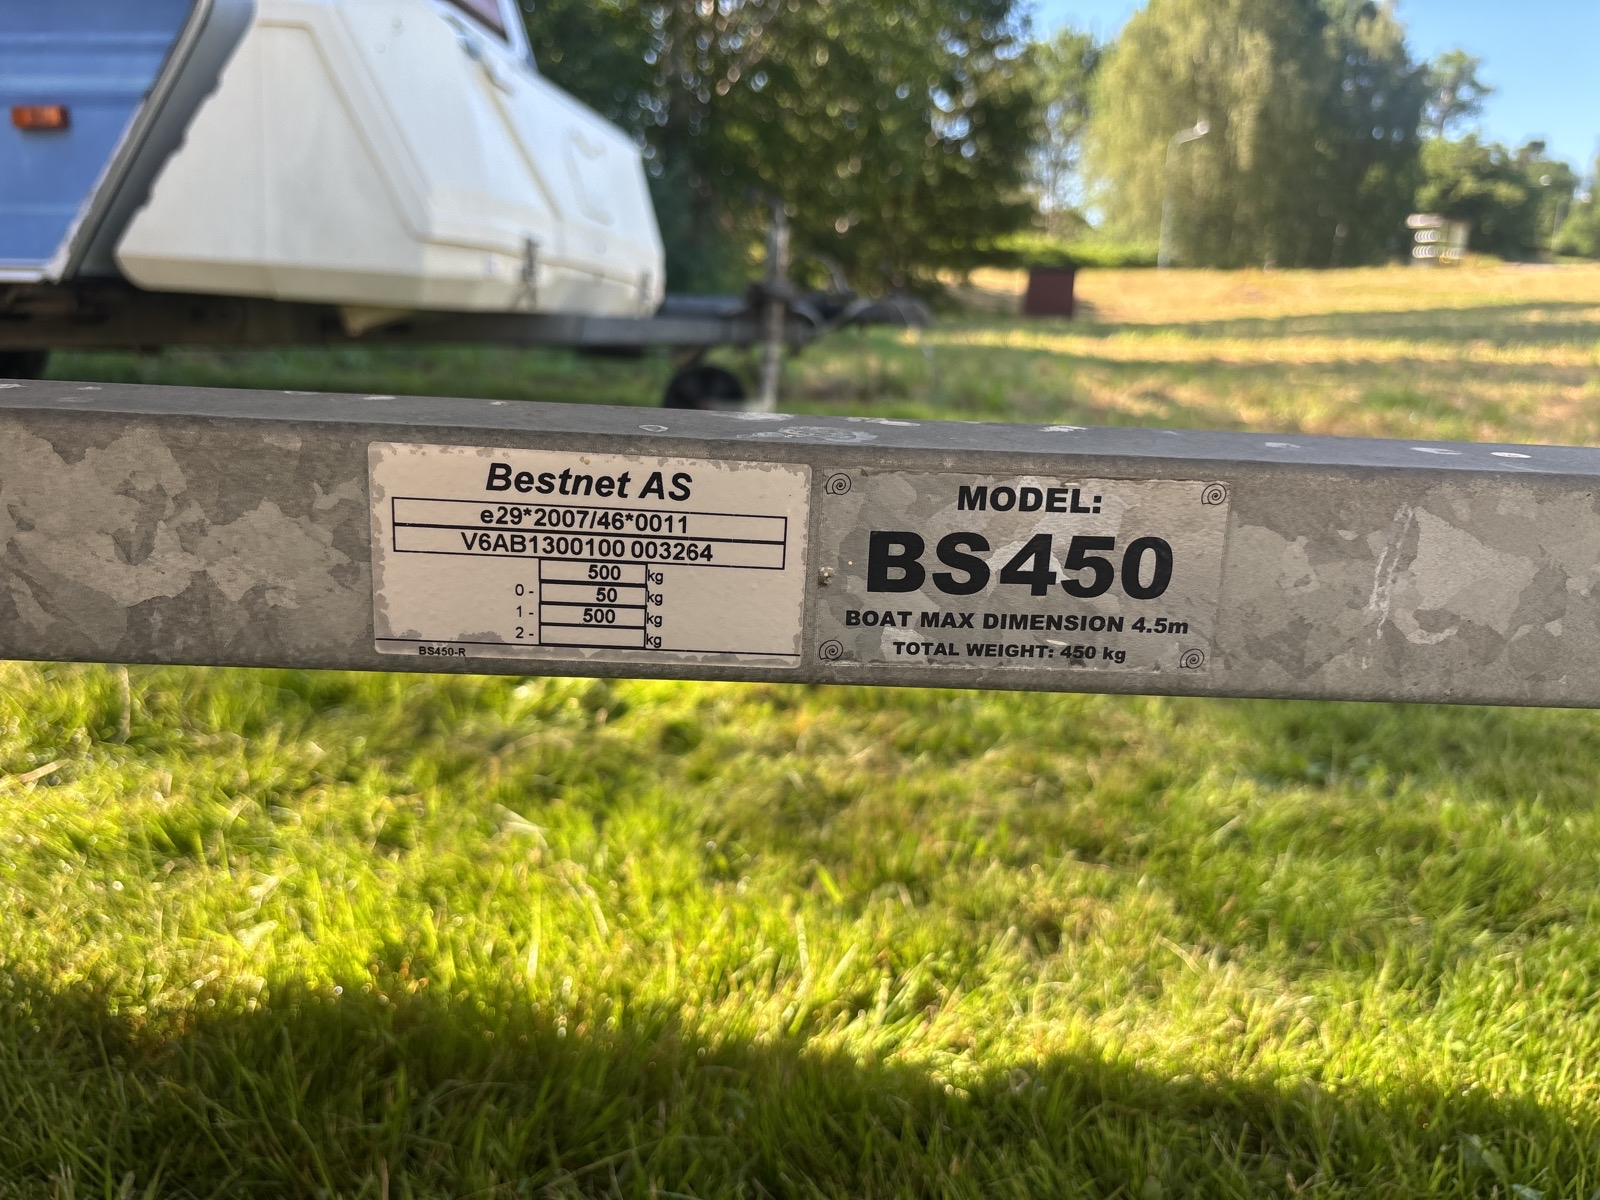 Bestnet AS
e29*2007/46*0011
V6AB1300100 003264
500 kg
0 - 50 kg
1 - 500 kg
2 - kg
BS450-R
MODEL:
BS450
BOAT MAX DIMENSION 4.5m
TOTAL WEIGHT: 450 kg